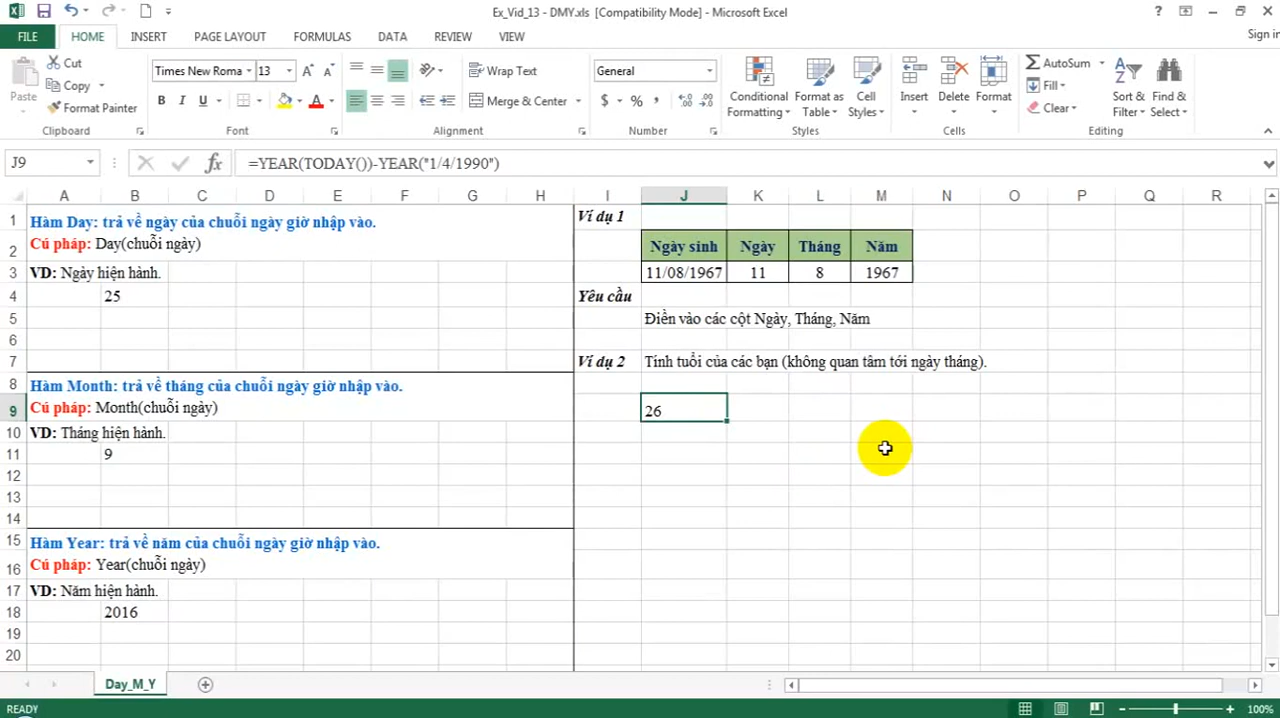 Ex_Vid_13 - DMY.xls [Compatibility Mode] - Microsoft Excel
?
FILE HOME INSERT PAGE LAYOUT FORMULAS DATA REVIEW VIEW Sign in
Paste
Cut
Copy
Format Painter
Clipboard
Times New Roma 13
B I U
Font
Wrap Text
Merge & Center
Alignment
General
$ % ,
Number
Conditional Formatting
Format as Table
Cell Styles
Styles
Insert
Delete
Format
Cells
AutoSum
Fill
Clear
Sort & Filter
Find & Select
Editing
J9 fx =YEAR(TODAY())-YEAR("1/4/1990")
A B C D E F G H I J K L M N O P Q R
1 Hàm Day: trả về ngày của chuỗi ngày giờ nhập vào. Ví dụ 1
2 Cú pháp: Day(chuỗi ngày) Ngày sinh Ngày Tháng Năm
3 VD: Ngày hiện hành. 11/08/1967 11 8 1967
4 25 Yêu cầu
5 Điền vào các cột Ngày, Tháng, Năm
6
7 Ví dụ 2 Tính tuổi của các bạn (không quan tâm tới ngày tháng).
8 Hàm Month: trả về tháng của chuỗi ngày giờ nhập vào.
9 Cú pháp: Month(chuỗi ngày) 26
10 VD: Tháng hiện hành.
11 9
12
13
14
15 Hàm Year: trả về năm của chuỗi ngày giờ nhập vào.
16 Cú pháp: Year(chuỗi ngày)
17 VD: Năm hiện hành.
18 2016
19
20
Day_M_Y
READY 100%